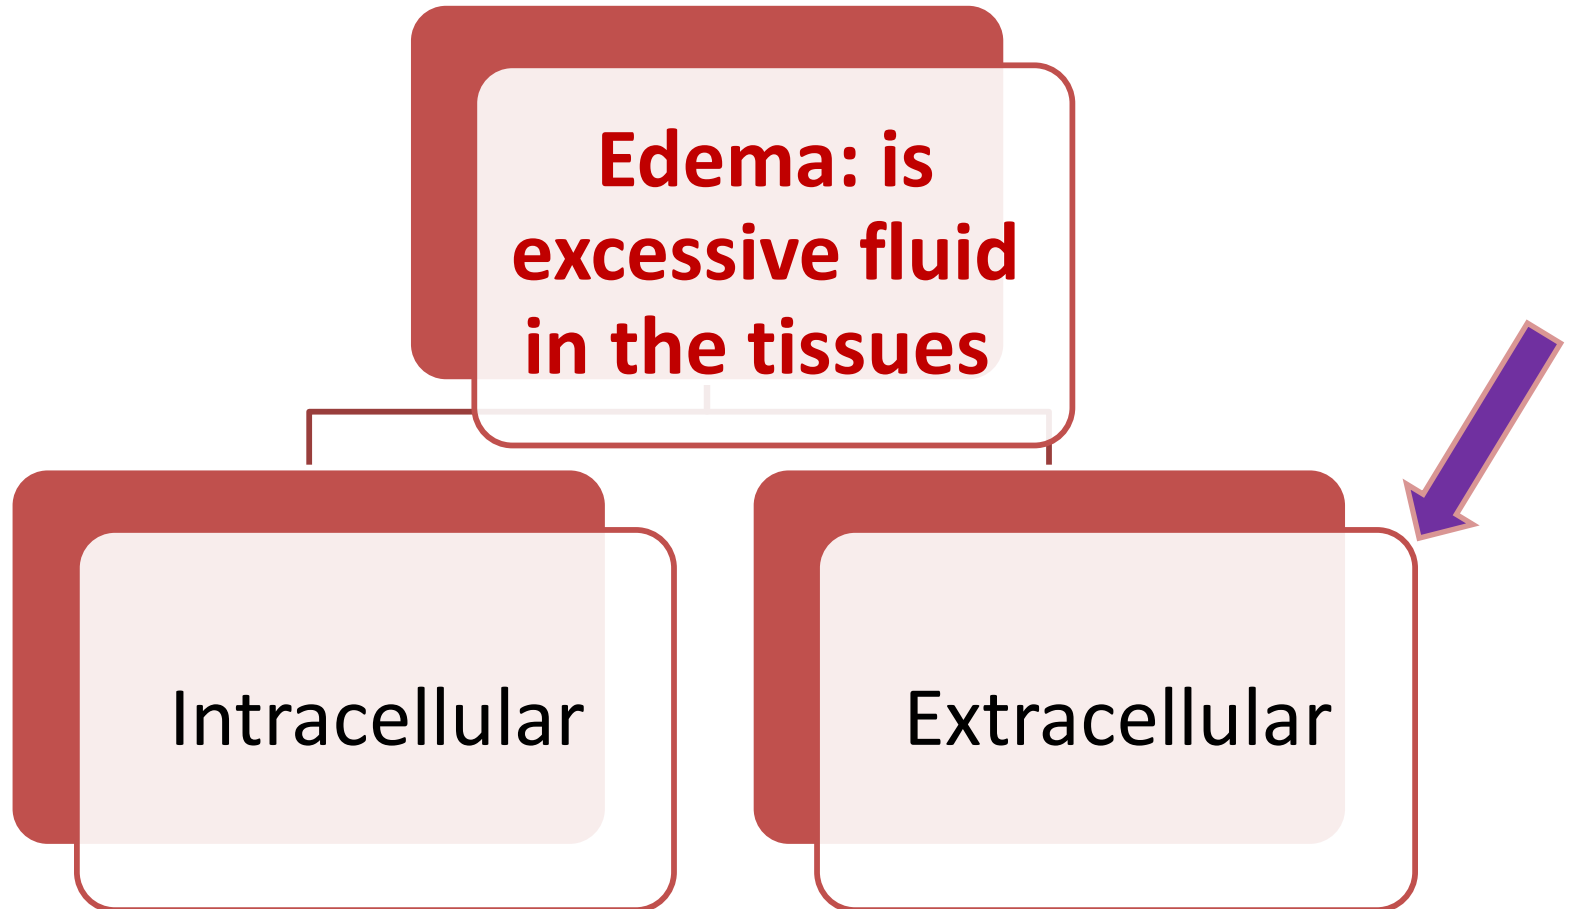 Edema: is
excessive fluid
in the tissues
Intracellular
Extracellular